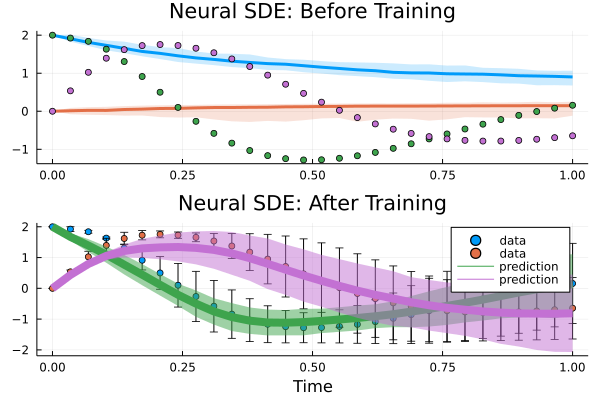 Neural SDE: Before Training
2
1
0
−1
0.00 0.25 0.50 0.75 1.00
Neural SDE: After Training
2
1
0
−1
−2
data
data
prediction
prediction
0.00 0.25 0.50 0.75 1.00
Time